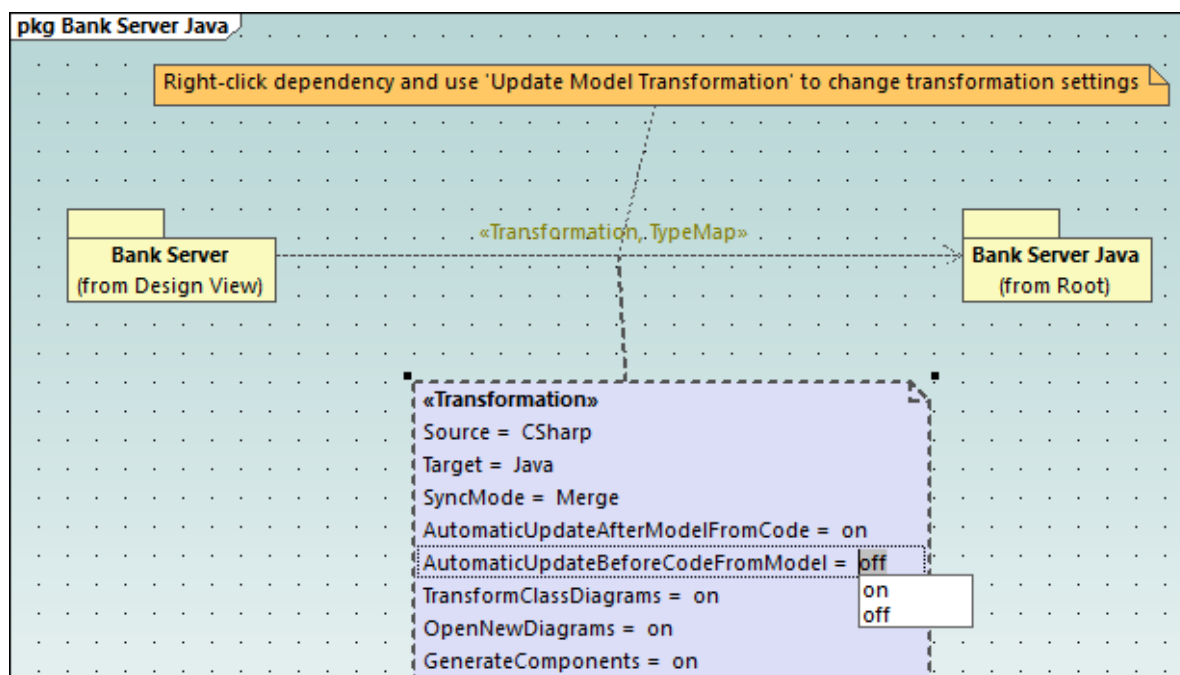 pkg Bank Server Java
Right-click dependency and use 'Update Model Transformation' to change transformation settings
«Transformation, TypeMap»
Bank Server
(from Design View)
Bank Server Java
(from Root)
«Transformation»
Source = CSharp
Target = Java
SyncMode = Merge
AutomaticUpdateAfterModelFromCode = on
AutomaticUpdateBeforeCodeFromModel = off
on
off
TransformClassDiagrams = on
OpenNewDiagrams = on
GenerateComponents = on